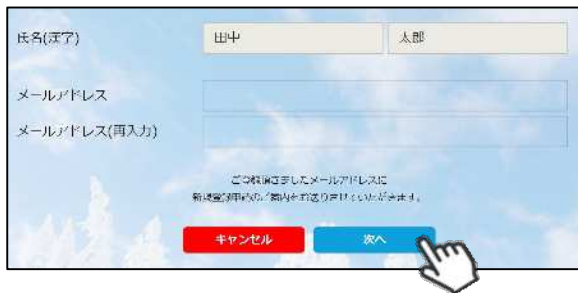 氏名(漢字)
田中 太郎
メールアドレス
メールアドレス(再入力)
ご登録頂きましたメールアドレスに
新規登録申請のご案内をお送りさせていただきます。
キャンセル 次へ